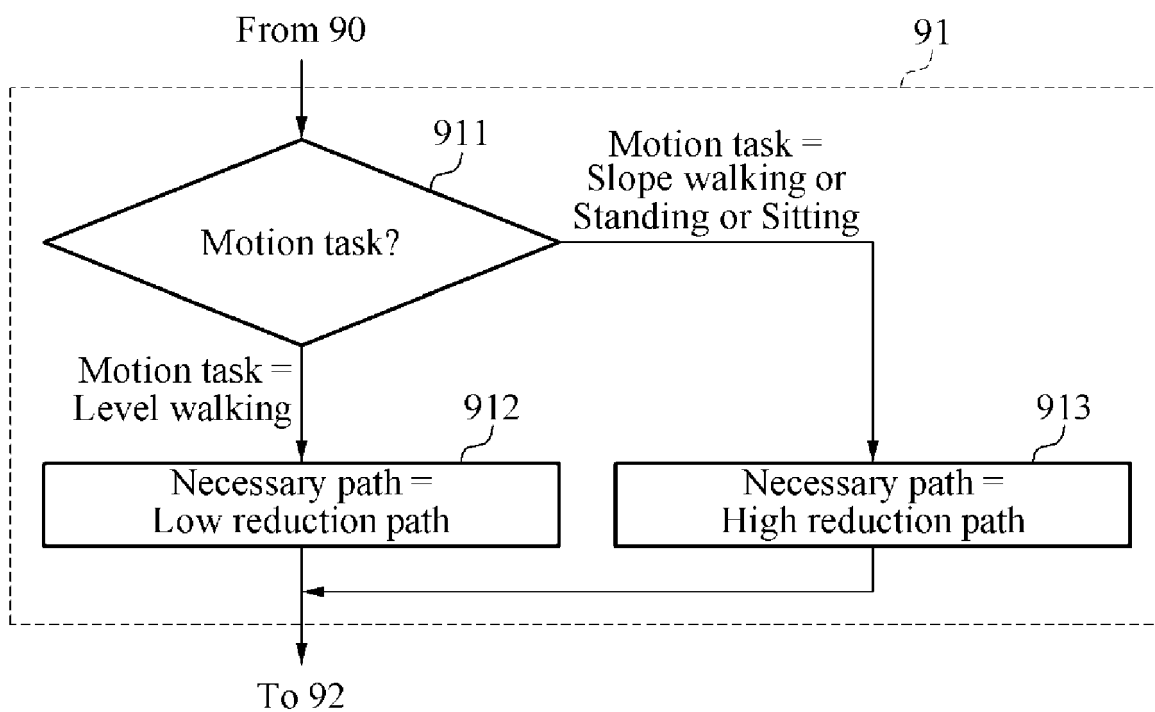 From 90
91
911
Motion task =
Slope walking or
Standing or Sitting
Motion task?
Motion task =
Level walking
912
913
Necessary path =
Low reduction path
Necessary path =
High reduction path
To 92